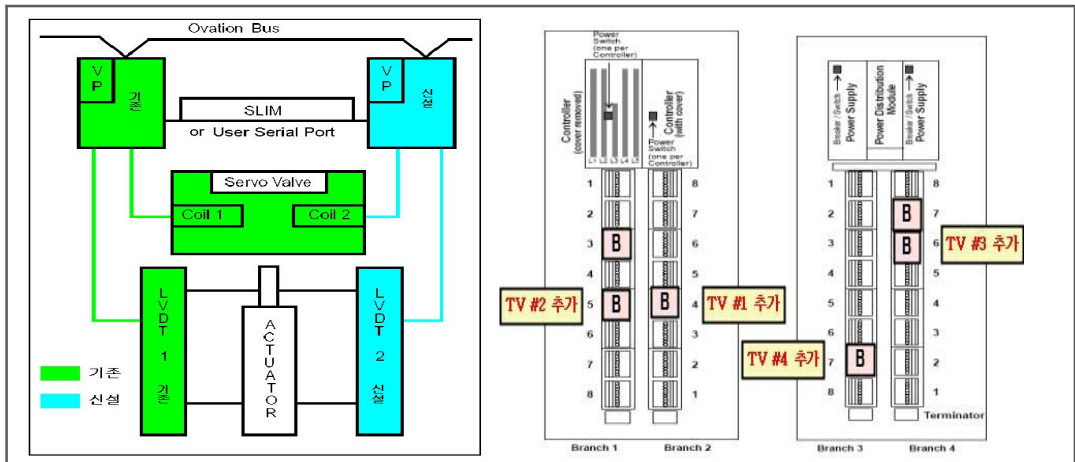 Ovation Bus
VP
기존
VP
신설
SLIM
or User Serial Port
Servo Valve
Coil 1
Coil 2
LVDT 1 기존
ACTUATOR
LVDT 2 신설
기존
신설
Power
Switch
(one per
Controller)
Controller
(cover removed)
L1 L2 L3 L4 L5
Controller
(with cover)
Power
Switch
(one per
Controller)
1
2
3
4
5
6
7
8
8
7
6
5
4
3
2
1
B
B
B
TV #2 추가
TV #1 추가
Branch 1
Branch 2
Breaker / Switch
Power Supply
Power Distribution
Module
Breaker / Switch
Power Supply
1
2
3
4
5
6
7
8
8
7
6
5
4
3
2
1
B
B
B
TV #3 추가
TV #4 추가
Terminator
Branch 3
Branch 4